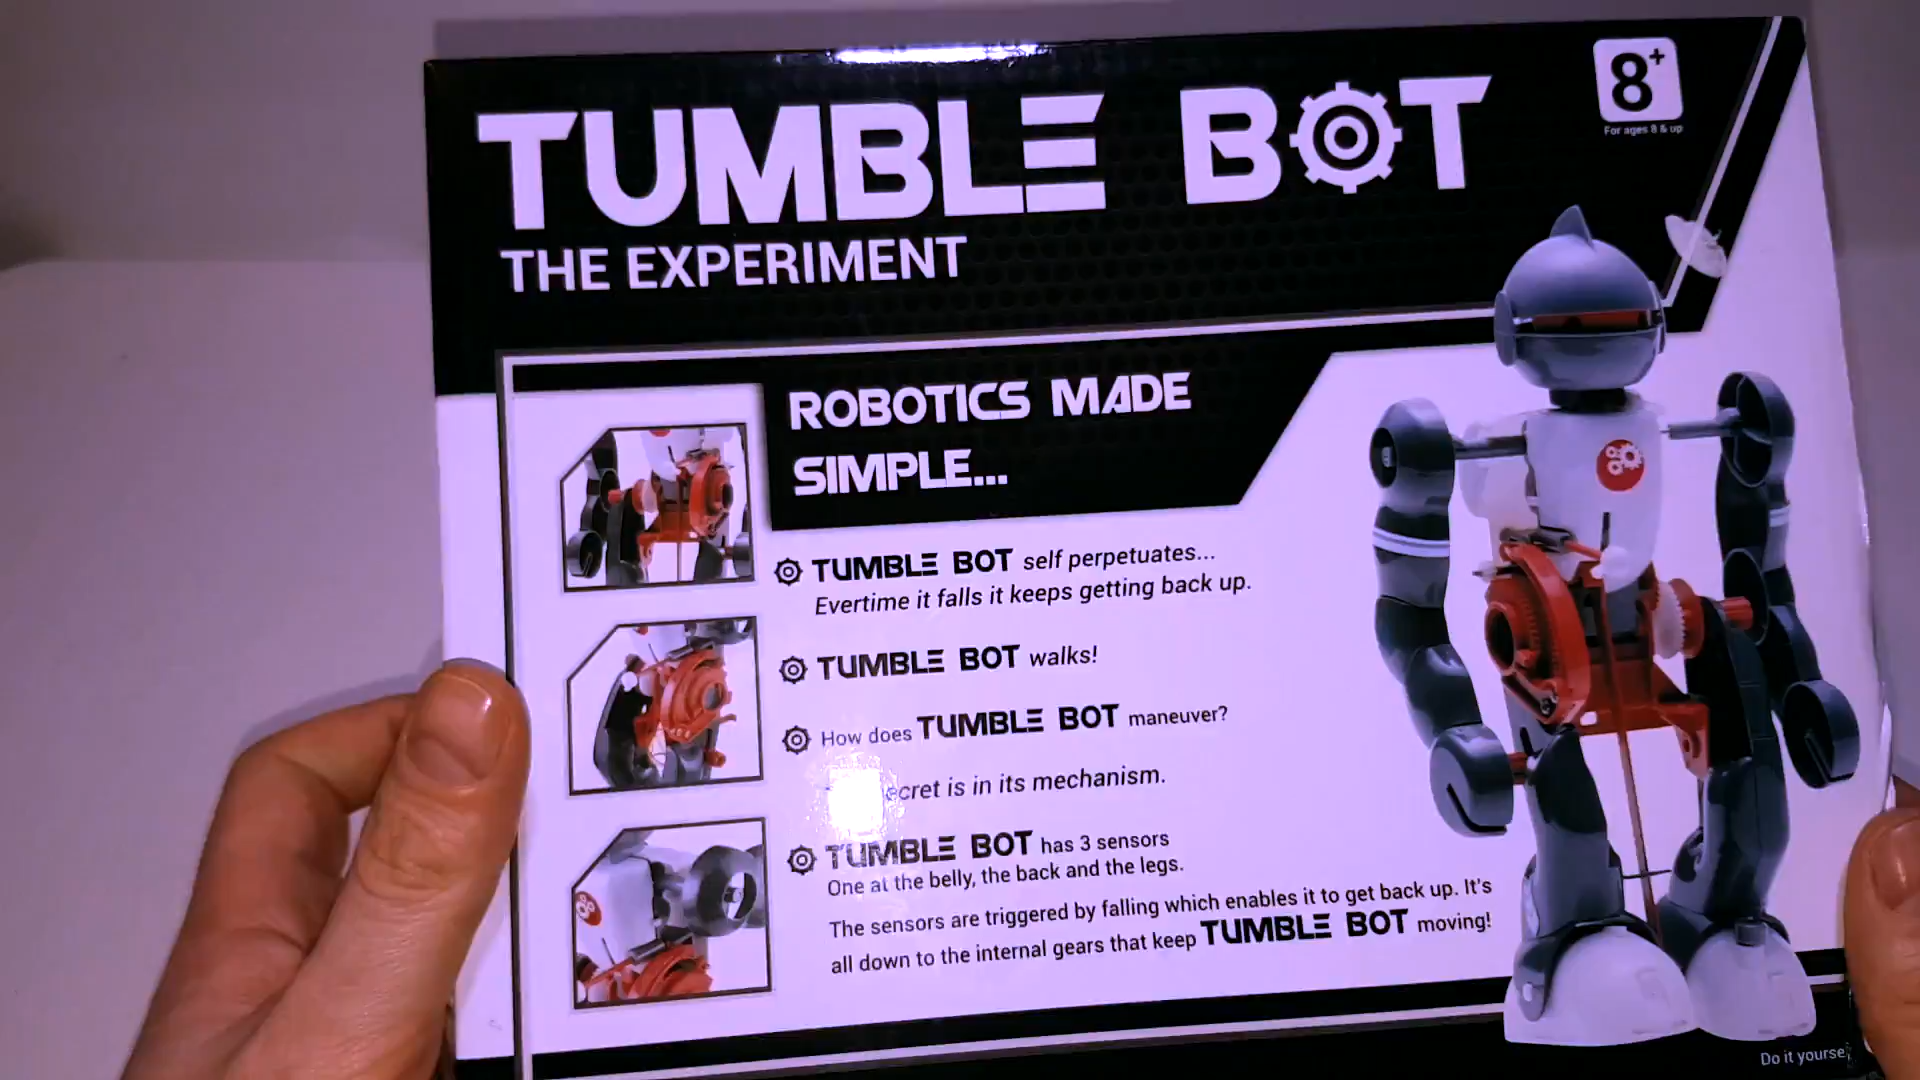 TUMBLE BOT
8+
For ages 8 & up
THE EXPERIMENT
ROBOTICS MADE
SIMPLE...
TUMBLE BOT self perpetuates...
Evertime it falls it keeps getting back up.
TUMBLE BOT walks!
How does TUMBLE BOT maneuver?
is in its mechanism.
TUMBLE BOT has 3 sensors
One at the belly, the back and the legs.
The sensors are triggered by falling which enables it to get back up. It's
all down to the internal gears that keep TUMBLE BOT moving!
Do it